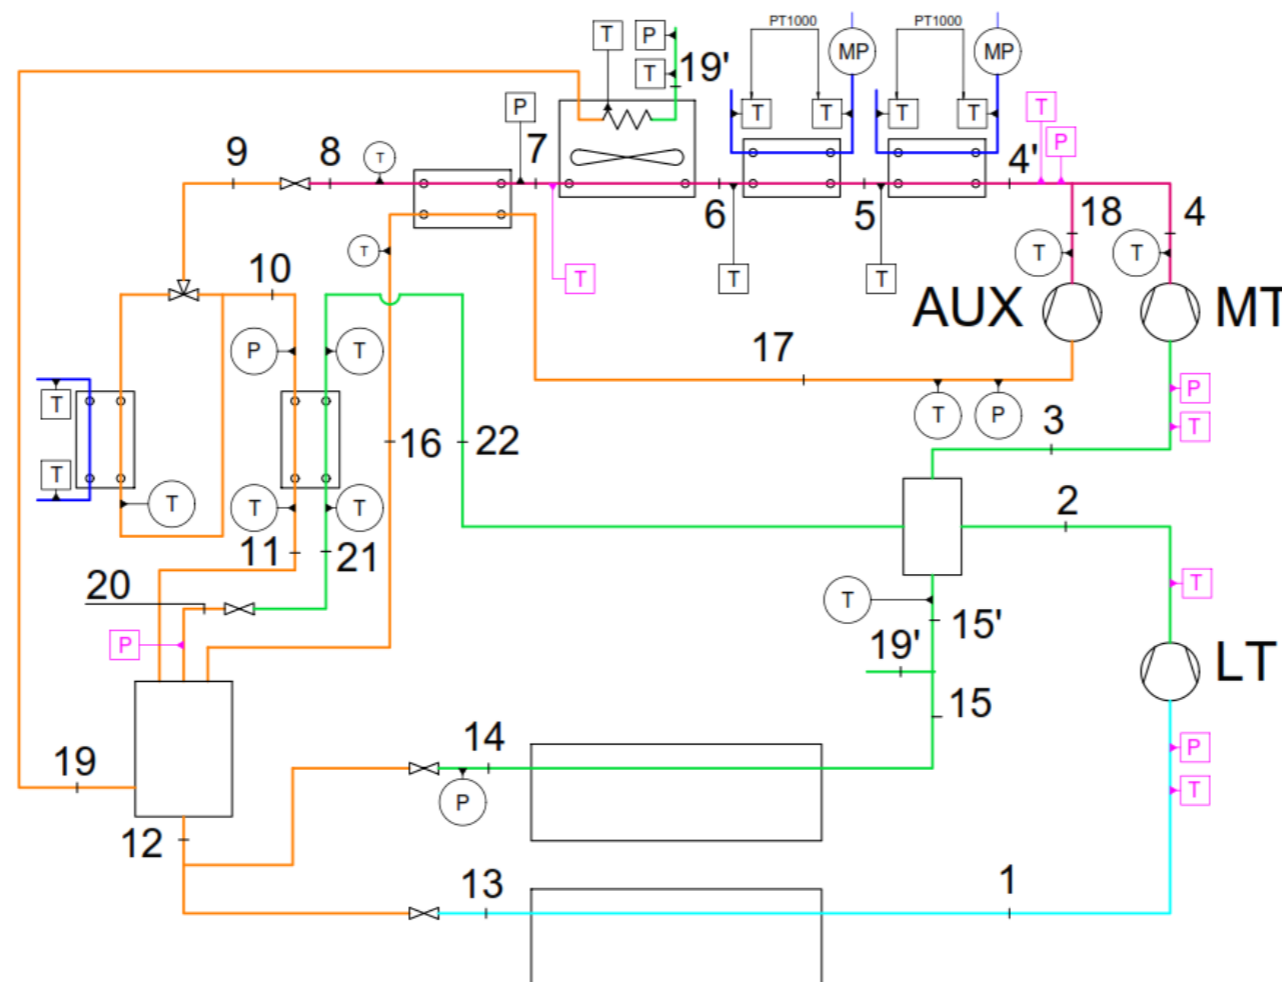 PT1000 PT1000
T P MP MP
T 19' T T T T T
P P
9 8 T 7 4'
6 5 18 4
T T T
10 T T T T
AUX MT
P T 17
T P
T T P
16 22 3 T
T T T T 2
11 21
20 T T
P 15'
19' LT
15
14 P
19 T
P
12
13 1